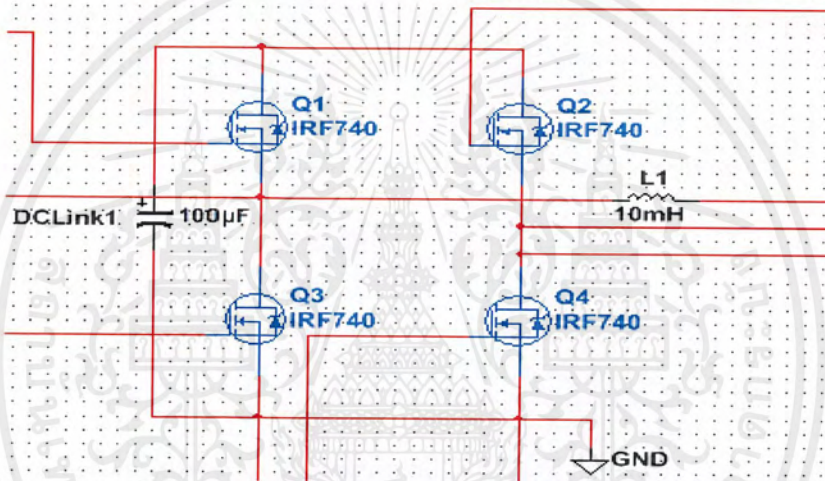 Q1
IRF740
Q2
IRF740
L1
10mH
DCLink1
+
100µF
Q3
IRF740
Q4
IRF740
GND